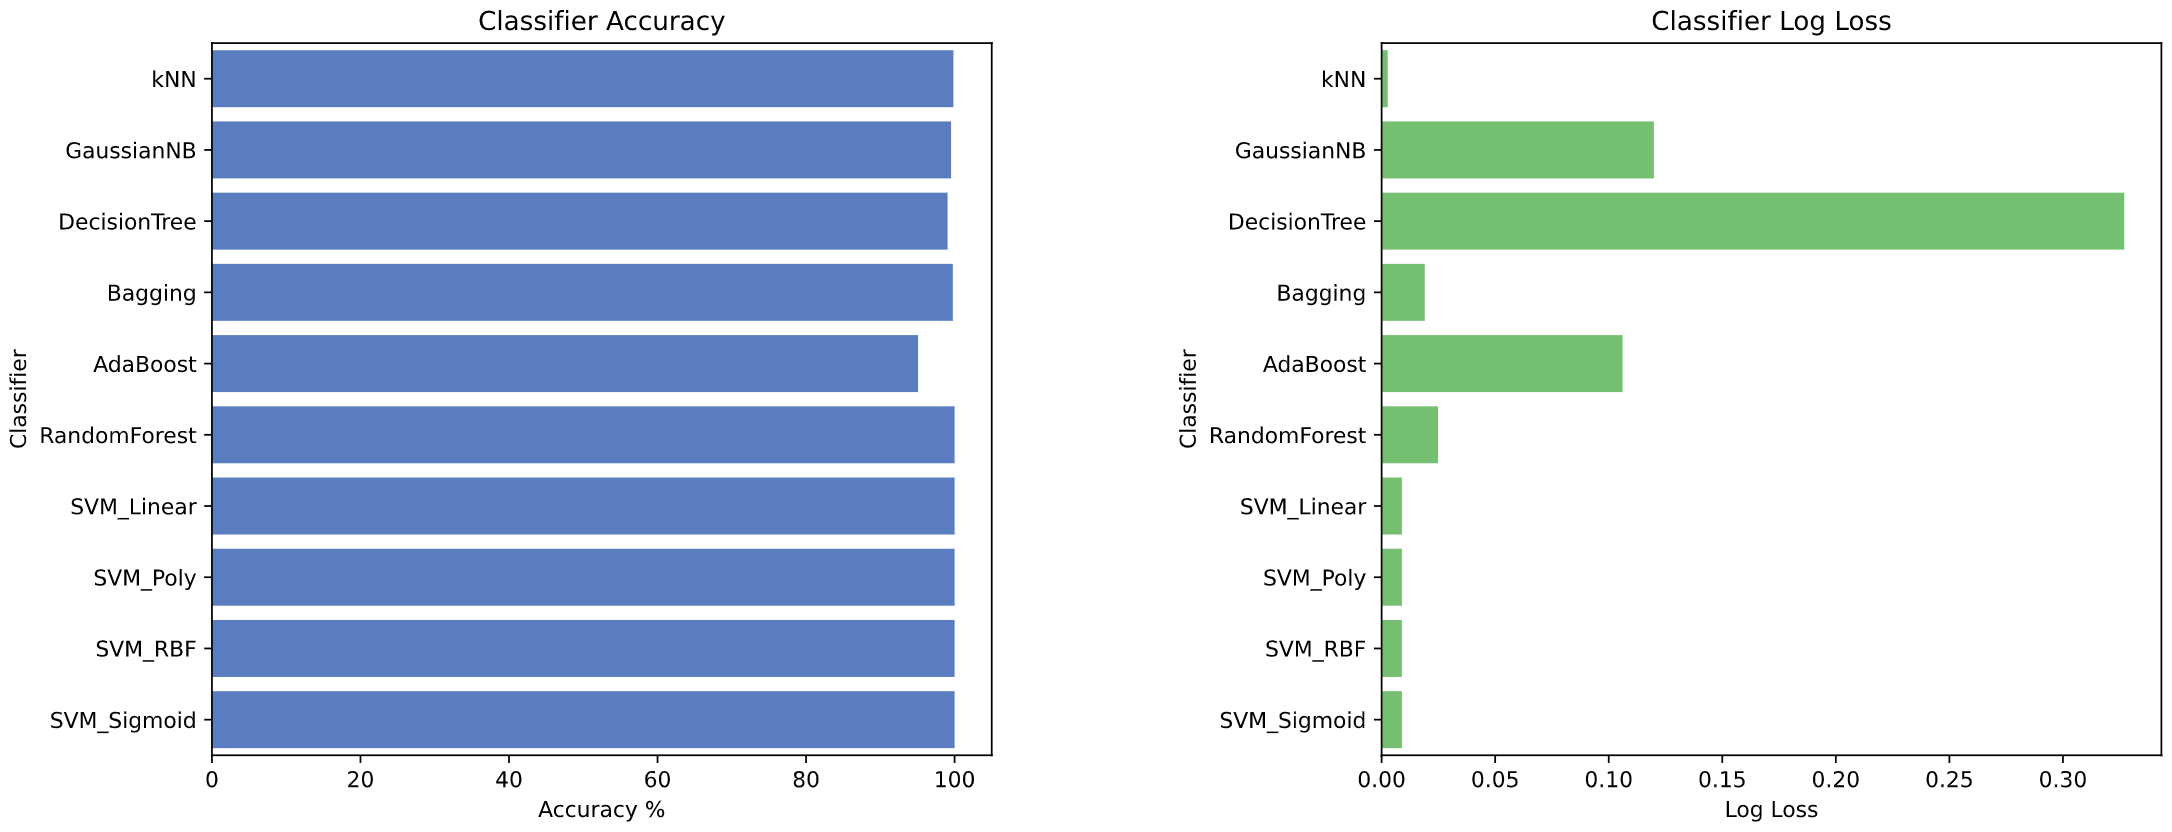 Classifier Accuracy
Classifier
kNN
GaussianNB
DecisionTree
Bagging
AdaBoost
RandomForest
SVM_Linear
SVM_Poly
SVM_RBF
SVM_Sigmoid
0 20 40 60 80 100
Accuracy %
Classifier Log Loss
Classifier
kNN
GaussianNB
DecisionTree
Bagging
AdaBoost
RandomForest
SVM_Linear
SVM_Poly
SVM_RBF
SVM_Sigmoid
0.00 0.05 0.10 0.15 0.20 0.25 0.30
Log Loss